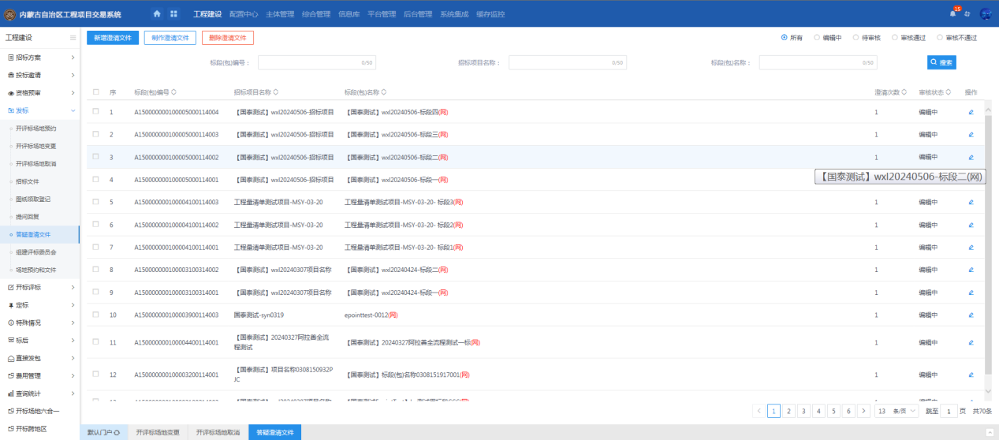 内蒙古自治区工程项目交易系统 工程建设 配置中心 主体管理 综合管理 信息库 平台管理 后台管理 系统集成 缓存监控 15
工程建设 新增澄清文件 制作澄清文件 删除澄清文件 所有 编辑中 待审核 审核通过 审核不通过
标段(包)编号： 0/50 招标项目名称： 0/50 标段(包)名称： 0/50 搜索
序 标段(包)编号 招标项目名称 标段(包)名称 澄清次数 审核状态 操作
1 A1500000001000050001​14004 【国泰测试】wxl20240506-招标项目 【国泰测试】wxl20240506-标段四(网) 1 编辑中
2 A150000000100005000114003 【国泰测试】wxl20240506-招标项目 【国泰测试】wxl20240506-标段三(网) 1 编辑中
3 A150000000100005000114002 【国泰测试】wxl20240506-招标项目 【国泰测试】wxl20240506-标段二(网) 1 编辑中
【国泰测试】wxl20240506-标段二(网)
4 A150000000100005000114001 【国泰测试】wxl20240506-招标项目 【国泰测试】wxl20240506-标段一(网)
5 A150000000100004100114003 工程量清单测试项目-MSY-03-20 工程量清单测试项目-MSY-03-20- 标段3(网) 1 编辑中
6 A150000000100004100114002 工程量清单测试项目-MSY-03-20 工程量清单测试项目-MSY-03-20- 标段2(网) 1 编辑中
7 A150000000100004100114001 工程量清单测试项目-MSY-03-20 工程量清单测试项目-MSY-03-20- 标段1(网) 1 编辑中
8 A150000000100003100314002 【国泰测试】wxl20240307项目名称 【国泰测试】wxl20240424-标段二(网) 1 编辑中
9 A150000000100003100314001 【国泰测试】wxl20240307项目名称 【国泰测试】wxl20240424-标段一(网) 1 编辑中
10 A150000000100003900114003 国泰测试-syn0319 epointtest-0012(网) 1 编辑中
11 A150000000100004400114001 【国泰测试】20240327阿拉善全流程测试 【国泰测试】20240327阿拉善全流程测试一标(网) 1 编辑中
12 A150000000100003200114001 【国泰测试】项目名称0308150932PJC 【国泰测试】标段(包)名称0308151917001(网) 1 编辑中
1 2 3 4 5 6 13 条/页 跳至 1 页 共70条
招标方案
投标邀请
资格预审
发标
开评标场地预约
开评标场地变更
开评标场地取消
招标文件
图纸领取登记
提问回复
答疑澄清文件
组建评标委员会
场地预约和文件
开标评标
定标
特殊情况
标后
直接发包
费用管理
查询统计
开标场地六合一
开标跨地区
默认门户 开评标场地变更 开评标场地取消 答疑澄清文件